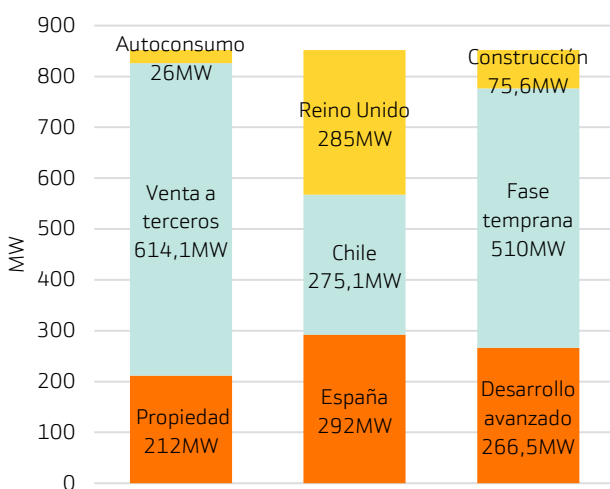 900
800
700
600
500
400
300
200
100
0
MW
Autoconsumo
26MW
Venta a
terceros
614,1MW
Propiedad
212MW
Reino Unido
285MW
Chile
275,1MW
España
292MW
Construcción
75,6MW
Fase
temprana
510MW
Desarrollo
avanzado
266,5MW